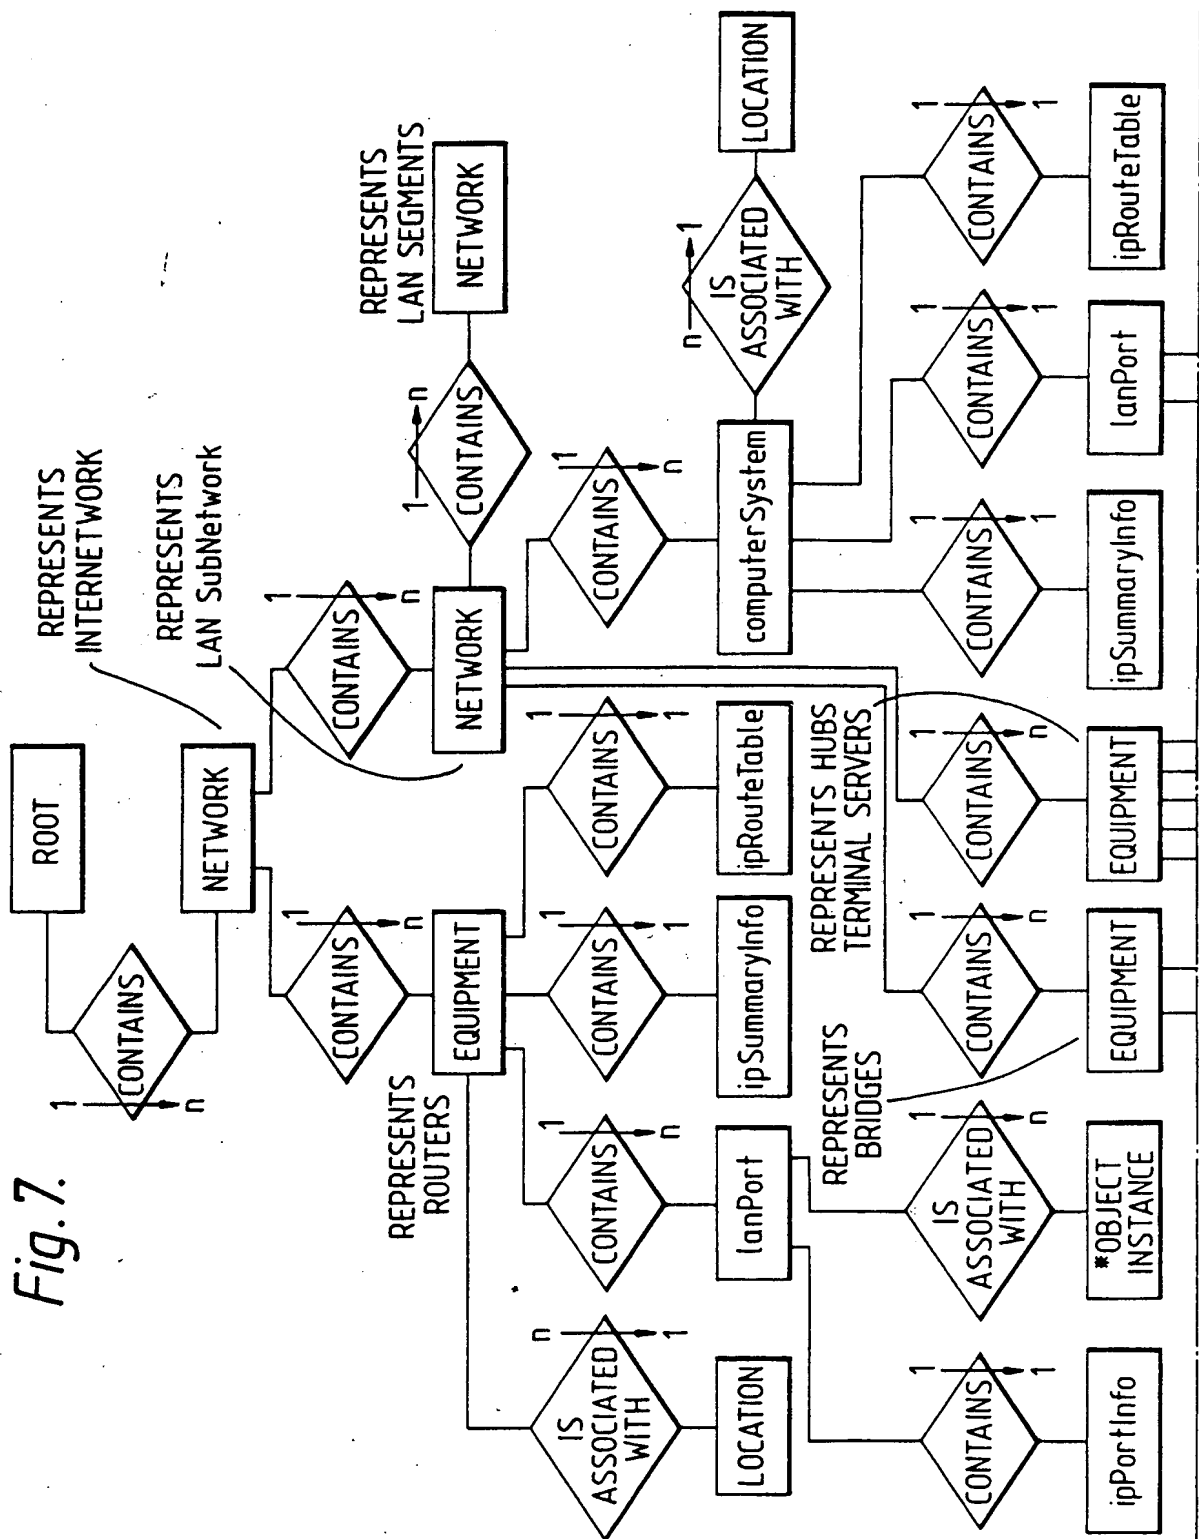 Fig. 7.
ROOT
1
CONTAINS
n
REPRESENTS
INTERNETWORK
NETWORK
REPRESENTS
LAN SubNetwork
1
CONTAINS
n
1
CONTAINS
n
REPRESENTS
LAN SEGMENTS
REPRESENTS
ROUTERS
EQUIPMENT
NETWORK
1
n
CONTAINS
NETWORK
n
IS
ASSOCIATED
WITH
1
1
CONTAINS
n
1
CONTAINS
1
1
CONTAINS
1
1
CONTAINS
n
n
1
IS
ASSOCIATED
WITH
LOCATION
LOCATION
lanPort
ipSummaryInfo
ipRouteTable
computerSystem
REPRESENTS
BRIDGES
REPRESENTS HUBS
TERMINAL SERVERS
1
CONTAINS
1
1
IS
ASSOCIATED
WITH
n
1
CONTAINS
n
1
CONTAINS
n
1
CONTAINS
1
1
CONTAINS
1
1
CONTAINS
1
ipPortInfo
*OBJECT
INSTANCE
EQUIPMENT
EQUIPMENT
ipSummaryInfo
lanPort
ipRouteTable